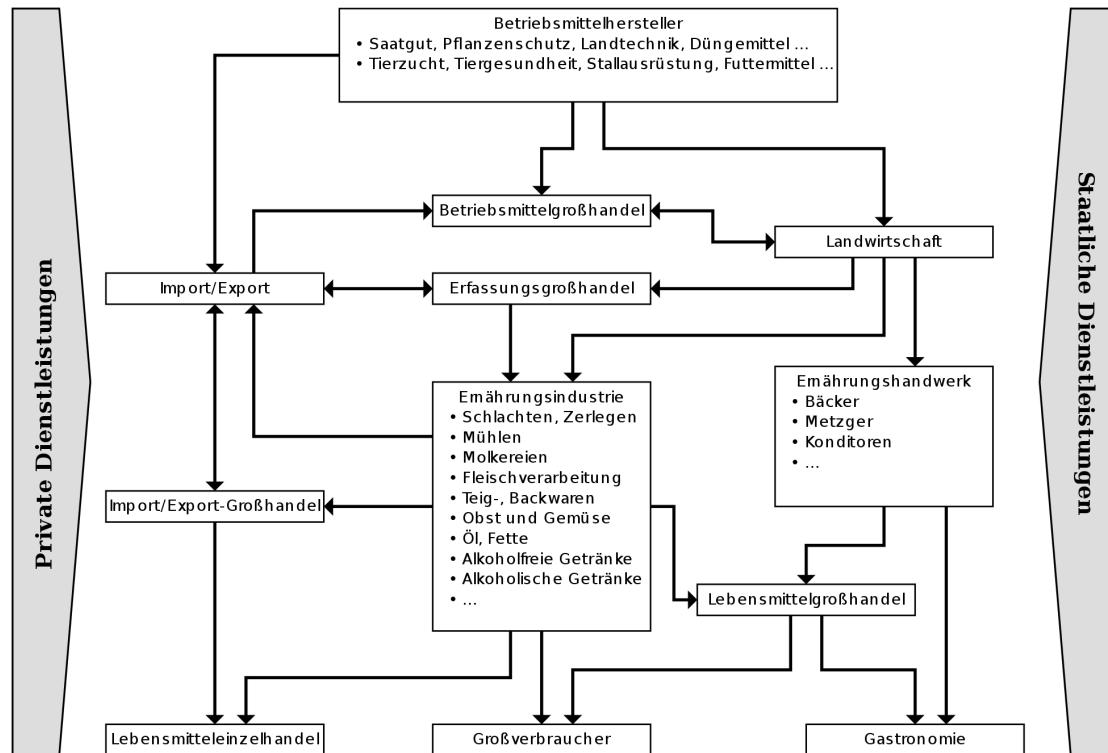 Betriebsmittelhersteller
• Saatgut, Pflanzenschutz, Landtechnik, Düngemittel ...
• Tierzucht, Tiergesundheit, Stallausrüstung, Futtermittel ...
Private Dienstleistungen
Staatliche Dienstleistungen
Betriebsmittelgroßhandel
Landwirtschaft
Import/Export
Erfassungsgroßhandel
Ernährungsindustrie
• Schlachten, Zerlegen
• Mühlen
• Molkereien
• Fleischverarbeitung
• Teig-, Backwaren
• Obst und Gemüse
• Öl, Fette
• Alkoholfreie Getränke
• Alkoholische Getränke
• ...
Ernährungshandwerk
• Bäcker
• Metzger
• Konditoren
• ...
Import/Export-Großhandel
Lebensmittelgroßhandel
Lebensmitteleinzelhandel
Großverbraucher
Gastronomie